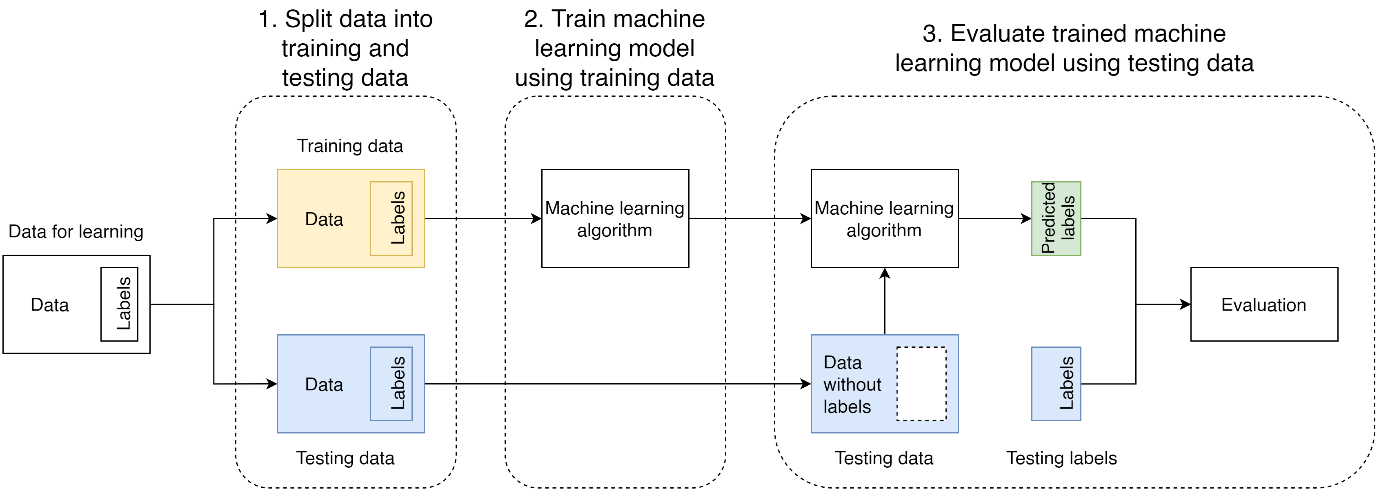 1. Split data into
training and
testing data
2. Train machine
learning model
using training data
3. Evaluate trained machine
learning model using testing data
Data for learning
Data
Labels
Training data
Data
Labels
Data
Labels
Testing data
Machine learning
algorithm
Machine learning
algorithm
Data
without
labels
Testing data
Predicted
labels
Labels
Testing labels
Evaluation